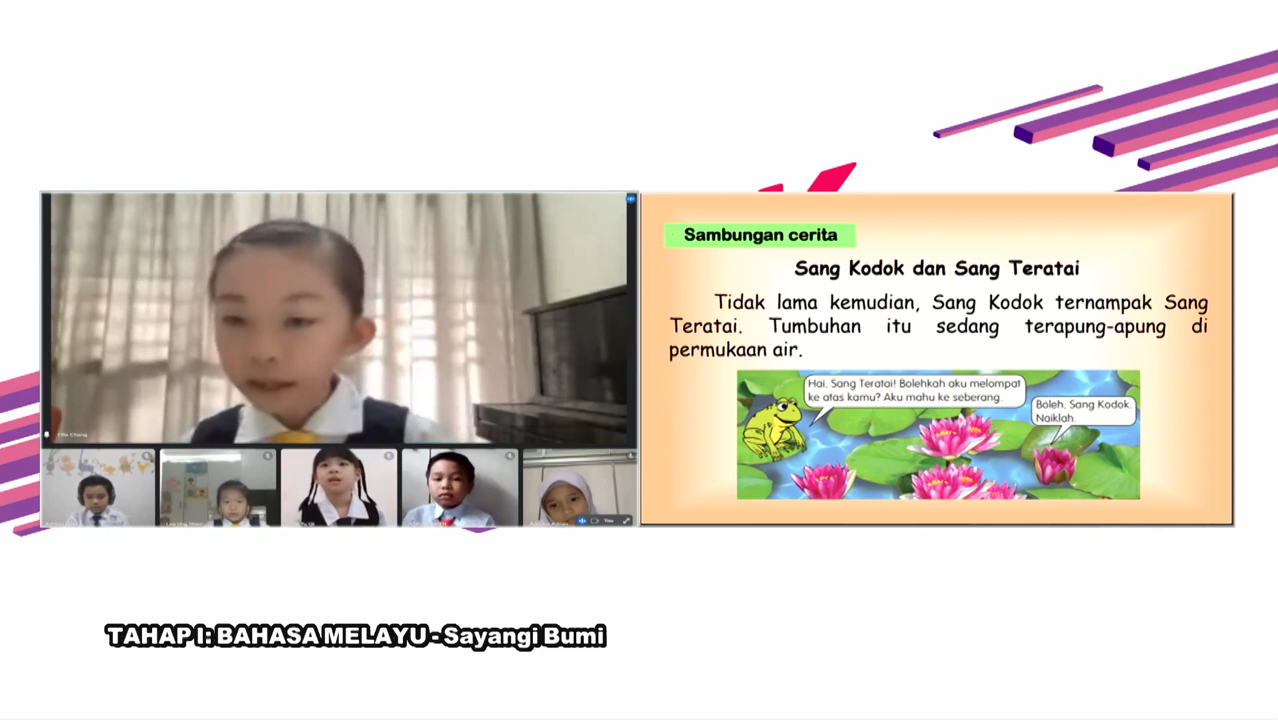 Sambungan cerita
Sang Kodok dan Sang Teratai
Tidak lama kemudian, Sang Kodok ternampak Sang
Teratai. Tumbuhan itu sedang terapung-apung di
permukaan air.
Hai. Sang Teratai! Bolehkah aku melompat
ke atas kamu? Aku mahu ke seberang.
Boleh. Sang Kodok.
Naiklah.
You
TAHAP I: BAHASA MELAYU - Sayangi Bumi